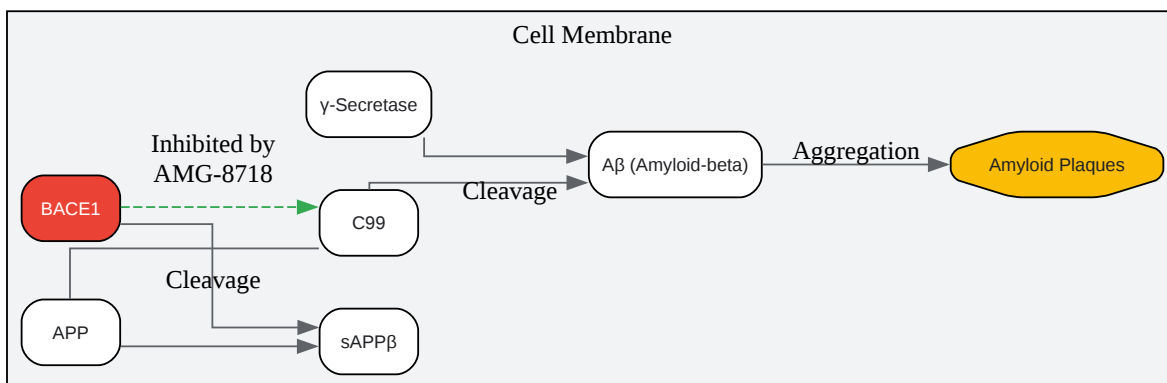 Cell Membrane
γ-Secretase
Inhibited by
AMG-8718
Aβ (Amyloid-beta)
Aggregation
Amyloid Plaques
Cleavage
BACE1
C99
Cleavage
APP
sAPPβ